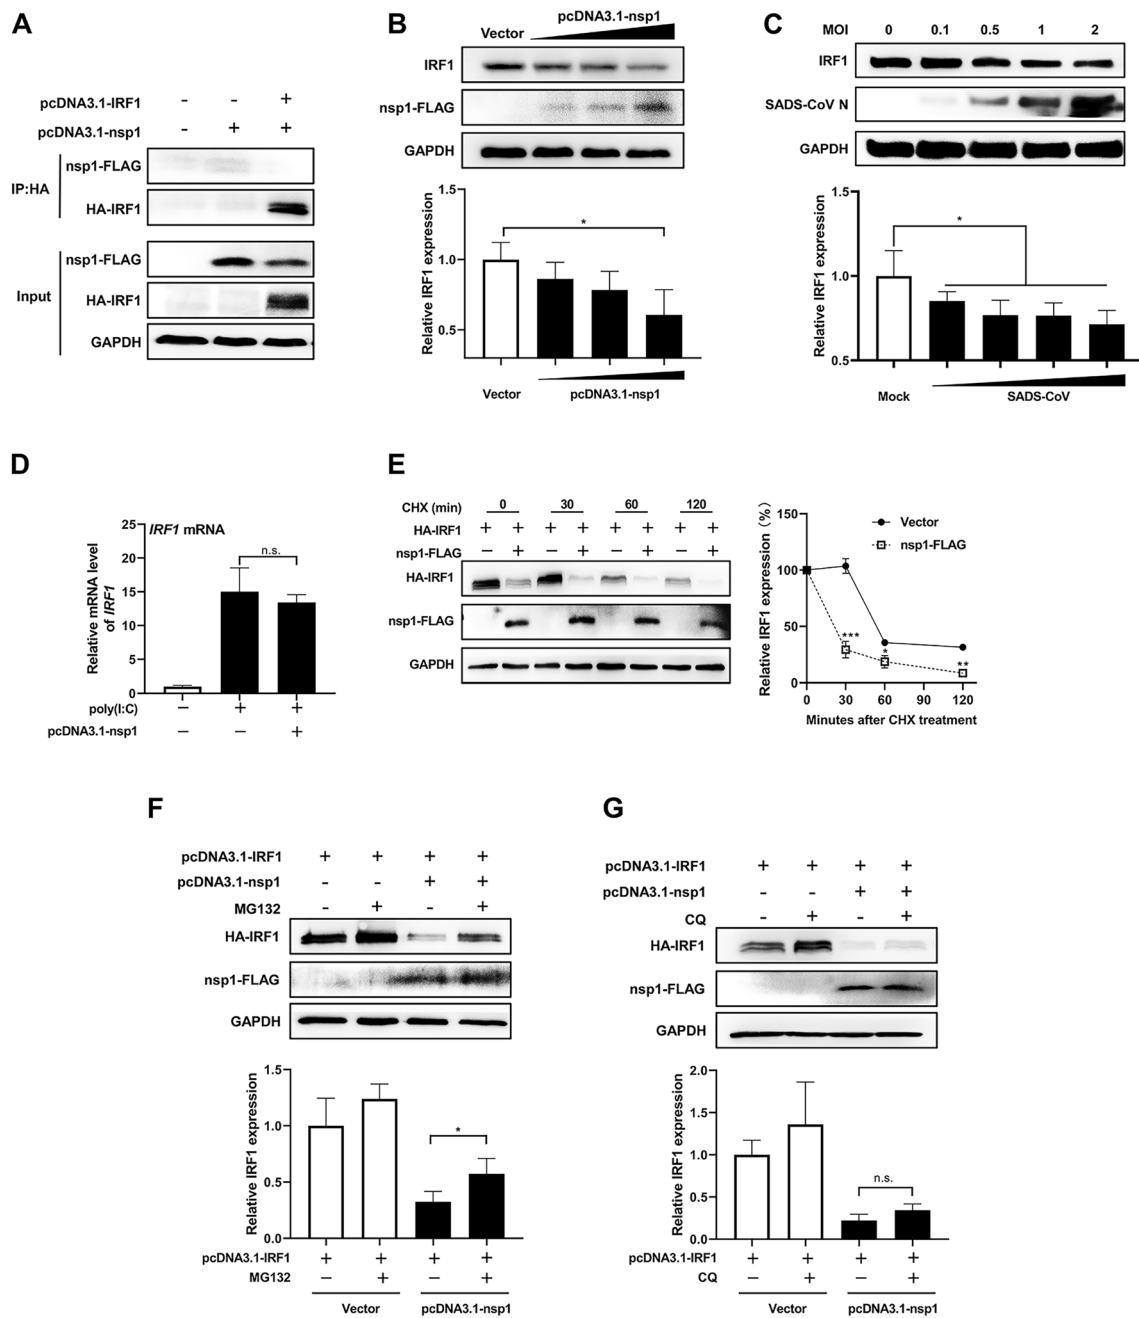 A
pcDNA3.1-IRF1 - - +
pcDNA3.1-nsp1 - + +
IP:HA
nsp1-FLAG
HA-IRF1
Input
nsp1-FLAG
HA-IRF1
GAPDH
B
pcDNA3.1-nsp1
Vector
IRF1
nsp1-FLAG
GAPDH
Relative IRF1 expression
1.5
1.0
0.5
*
Vector
pcDNA3.1-nsp1
C
MOI 0 0.1 0.5 1 2
IRF1
SADS-CoV N
GAPDH
Relative IRF1 expression
1.5
1.0
0.5
*
Mock
SADS-CoV
D
IRF1 mRNA
Relative mRNA level
of IRF1
25
20
15
10
5
0
n.s.
poly(I:C) - + +
pcDNA3.1-nsp1 - - +
E
CHX (min) 0 30 60 120
HA-IRF1 + + + + + + + +
nsp1-FLAG - + - + - + - +
HA-IRF1
nsp1-FLAG
GAPDH
Relative IRF1 expression (%)
150
100
50
0
Vector
nsp1-FLAG
***
*
**
0 30 60 90 120
Minutes after CHX treatment
F
pcDNA3.1-IRF1 + + + +
pcDNA3.1-nsp1 - - + +
MG132 - + - +
HA-IRF1
nsp1-FLAG
GAPDH
Relative IRF1 expression
1.5
1.0
0.5
0.0
*
pcDNA3.1-IRF1 + + + +
MG132 - + - +
Vector pcDNA3.1-nsp1
G
pcDNA3.1-IRF1 + + + +
pcDNA3.1-nsp1 - - + +
CQ - + - +
HA-IRF1
nsp1-FLAG
GAPDH
Relative IRF1 expression
2.0
1.5
1.0
0.5
0.0
n.s.
pcDNA3.1-IRF1 + + + +
CQ - + - +
Vector pcDNA3.1-nsp1